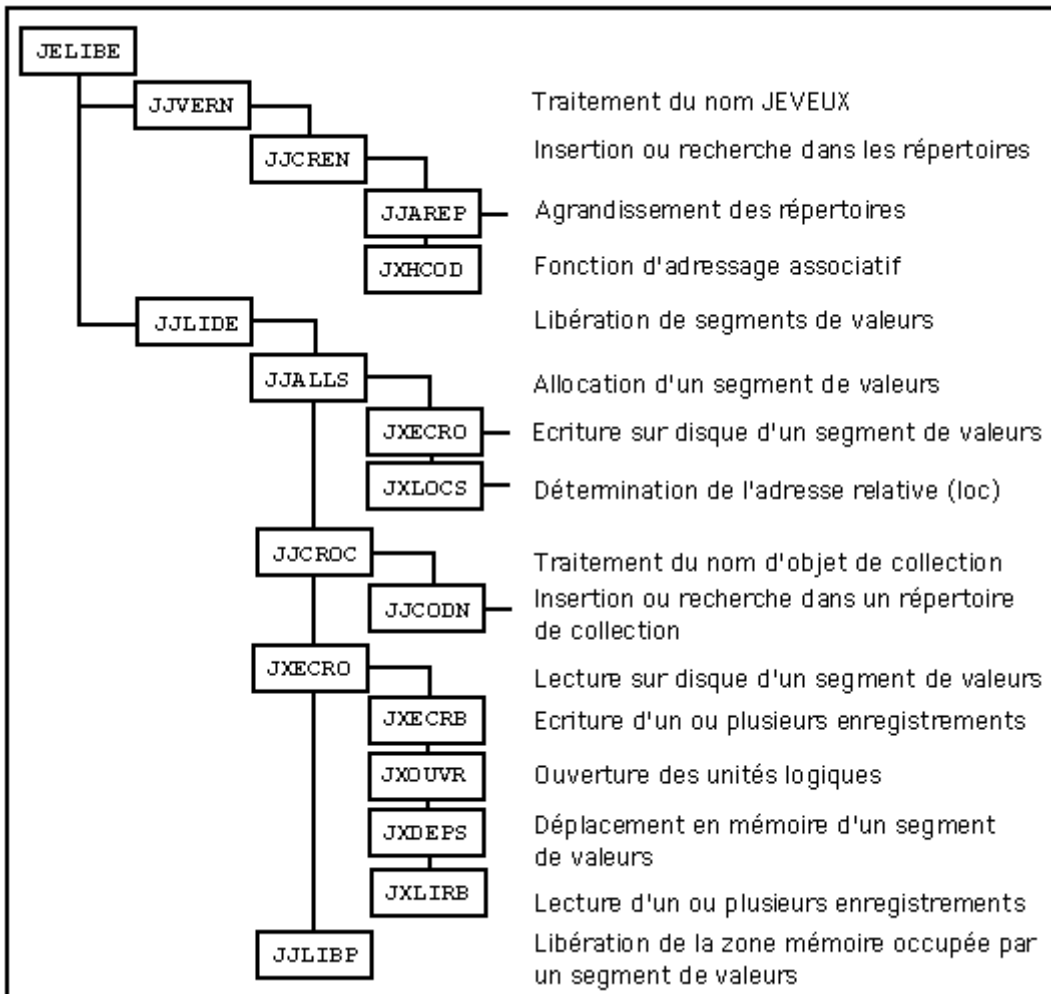 JELIBE
JJVERN Traitement du nom JEVEUX
JJCREN Insertion ou recherche dans les répertoires
JJAREP Agrandissement des répertoires
JXHCOD Fonction d'adressage associatif
JJLIDE Libération de segments de valeurs
JJALLS Allocation d'un segment de valeurs
JXECRO Ecriture sur disque d'un segment de valeurs
JXLOCS Détermination de l'adresse relative (loc)
JJCROC Traitement du nom d'objet de collection
JJCODN Insertion ou recherche dans un répertoire
de collection
JXECRO Lecture sur disque d'un segment de valeurs
JXECRB Ecriture d'un ou plusieurs enregistrements
JXOUVR Ouverture des unités logiques
JXDEPS Déplacement en mémoire d'un segment
de valeurs
JXLIRB Lecture d'un ou plusieurs enregistrements
JJLIBP Libération de la zone mémoire occupée par
un segment de valeurs